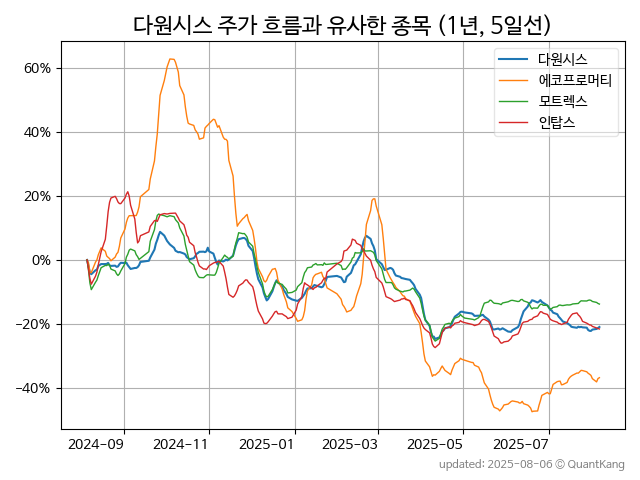 다원시스 주가 흐름과 유사한 종목 (1년, 5일선)
다원시스
에코프로머티
모트렉스
인탑스
60%
40%
20%
0%
−20%
−40%
2024-09 2024-11 2025-01 2025-03 2025-05 2025-07
updated: 2025-08-06 © QuantKang